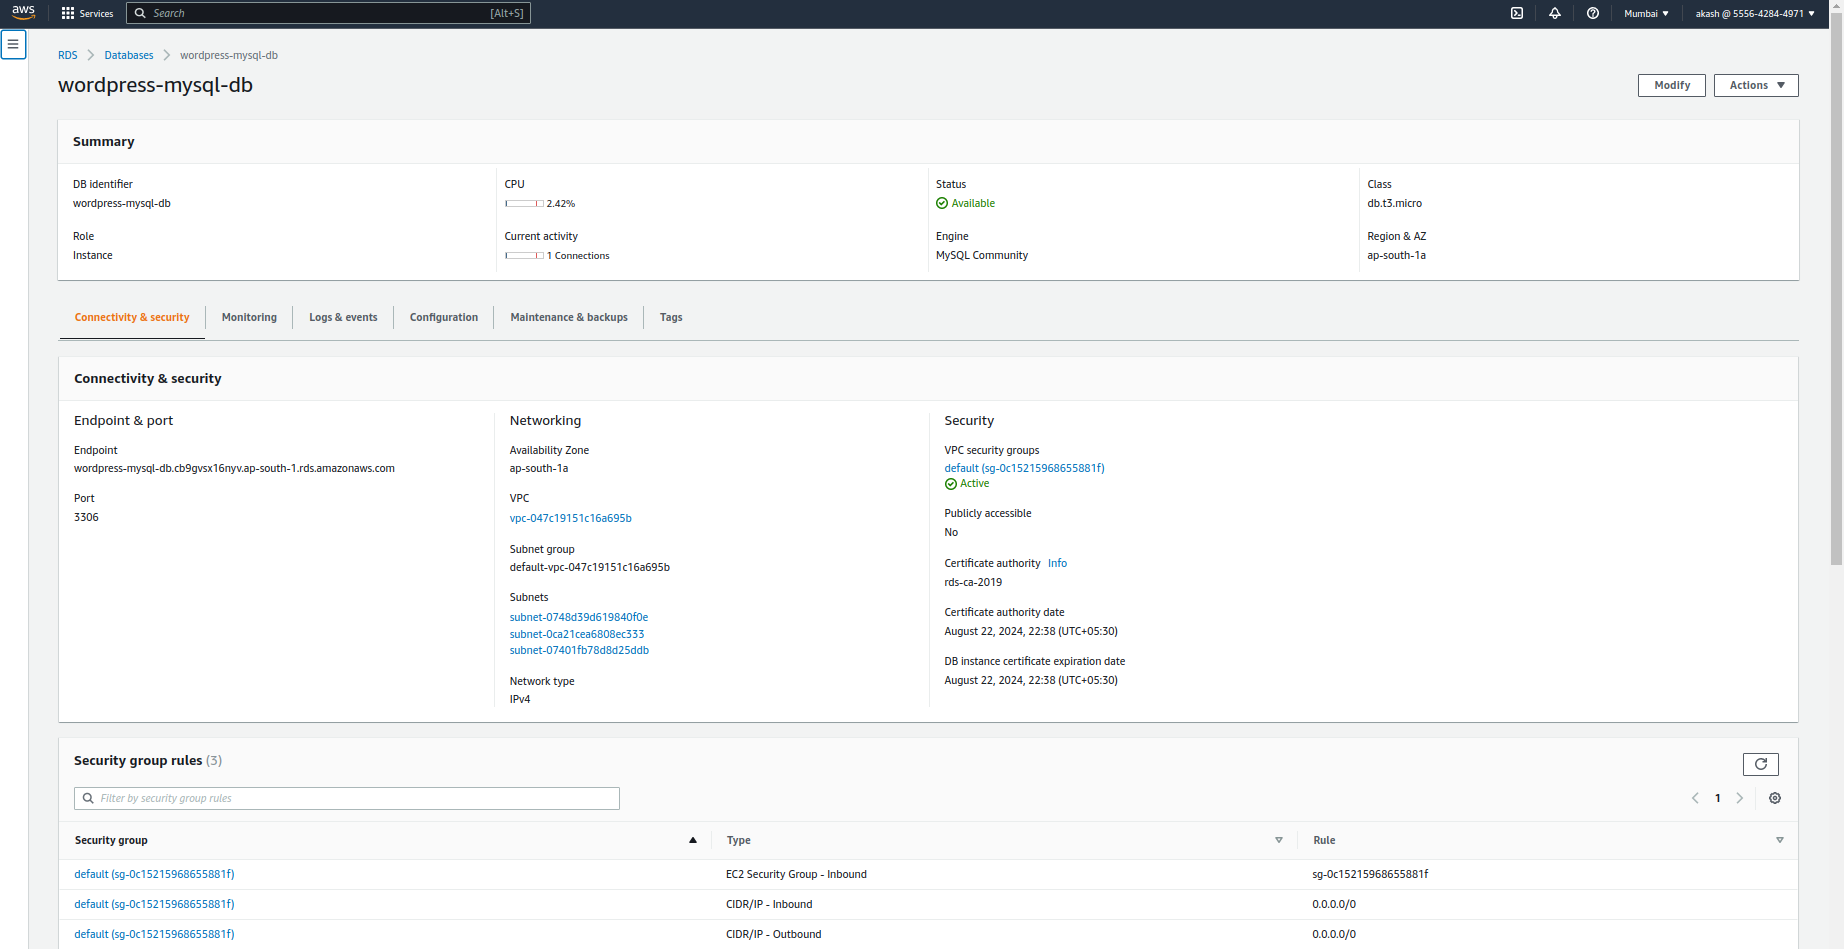 aws Services Search [Alt+S] Mumbai ▼ akash @ 5556-4284-4971 ▼
RDS > Databases > wordpress-mysql-db
wordpress-mysql-db
Modify Actions ▼
Summary
DB identifier
wordpress-mysql-db
Role
Instance
CPU
2.42%
Current activity
1 Connections
Status
Available
Engine
MySQL Community
Class
db.t3.micro
Region & AZ
ap-south-1a
Connectivity & security Monitoring Logs & events Configuration Maintenance & backups Tags
Connectivity & security
Endpoint & port
Endpoint
wordpress-mysql-db.cb9gvsx16nyv.ap-south-1.rds.amazonaws.com
Port
3306
Networking
Availability Zone
ap-south-1a
VPC
vpc-047c19151c16a695b
Subnet group
default-vpc-047c19151c16a695b
Subnets
subnet-0748d39d619840f0e
subnet-0ca21cea6808ec333
subnet-07401fb78d8d25ddb
Network type
IPv4
Security
VPC security groups
default (sg-0c15215968655881f)
Active
Publicly accessible
No
Certificate authority Info
rds-ca-2019
Certificate authority date
August 22, 2024, 22:38 (UTC+05:30)
DB instance certificate expiration date
August 22, 2024, 22:38 (UTC+05:30)
Security group rules (3)
Filter by security group rules
< 1 >
Security group Type Rule
default (sg-0c15215968655881f) EC2 Security Group - Inbound sg-0c15215968655881f
default (sg-0c15215968655881f) CIDR/IP - Inbound 0.0.0.0/0
default (sg-0c15215968655881f) CIDR/IP - Outbound 0.0.0.0/0